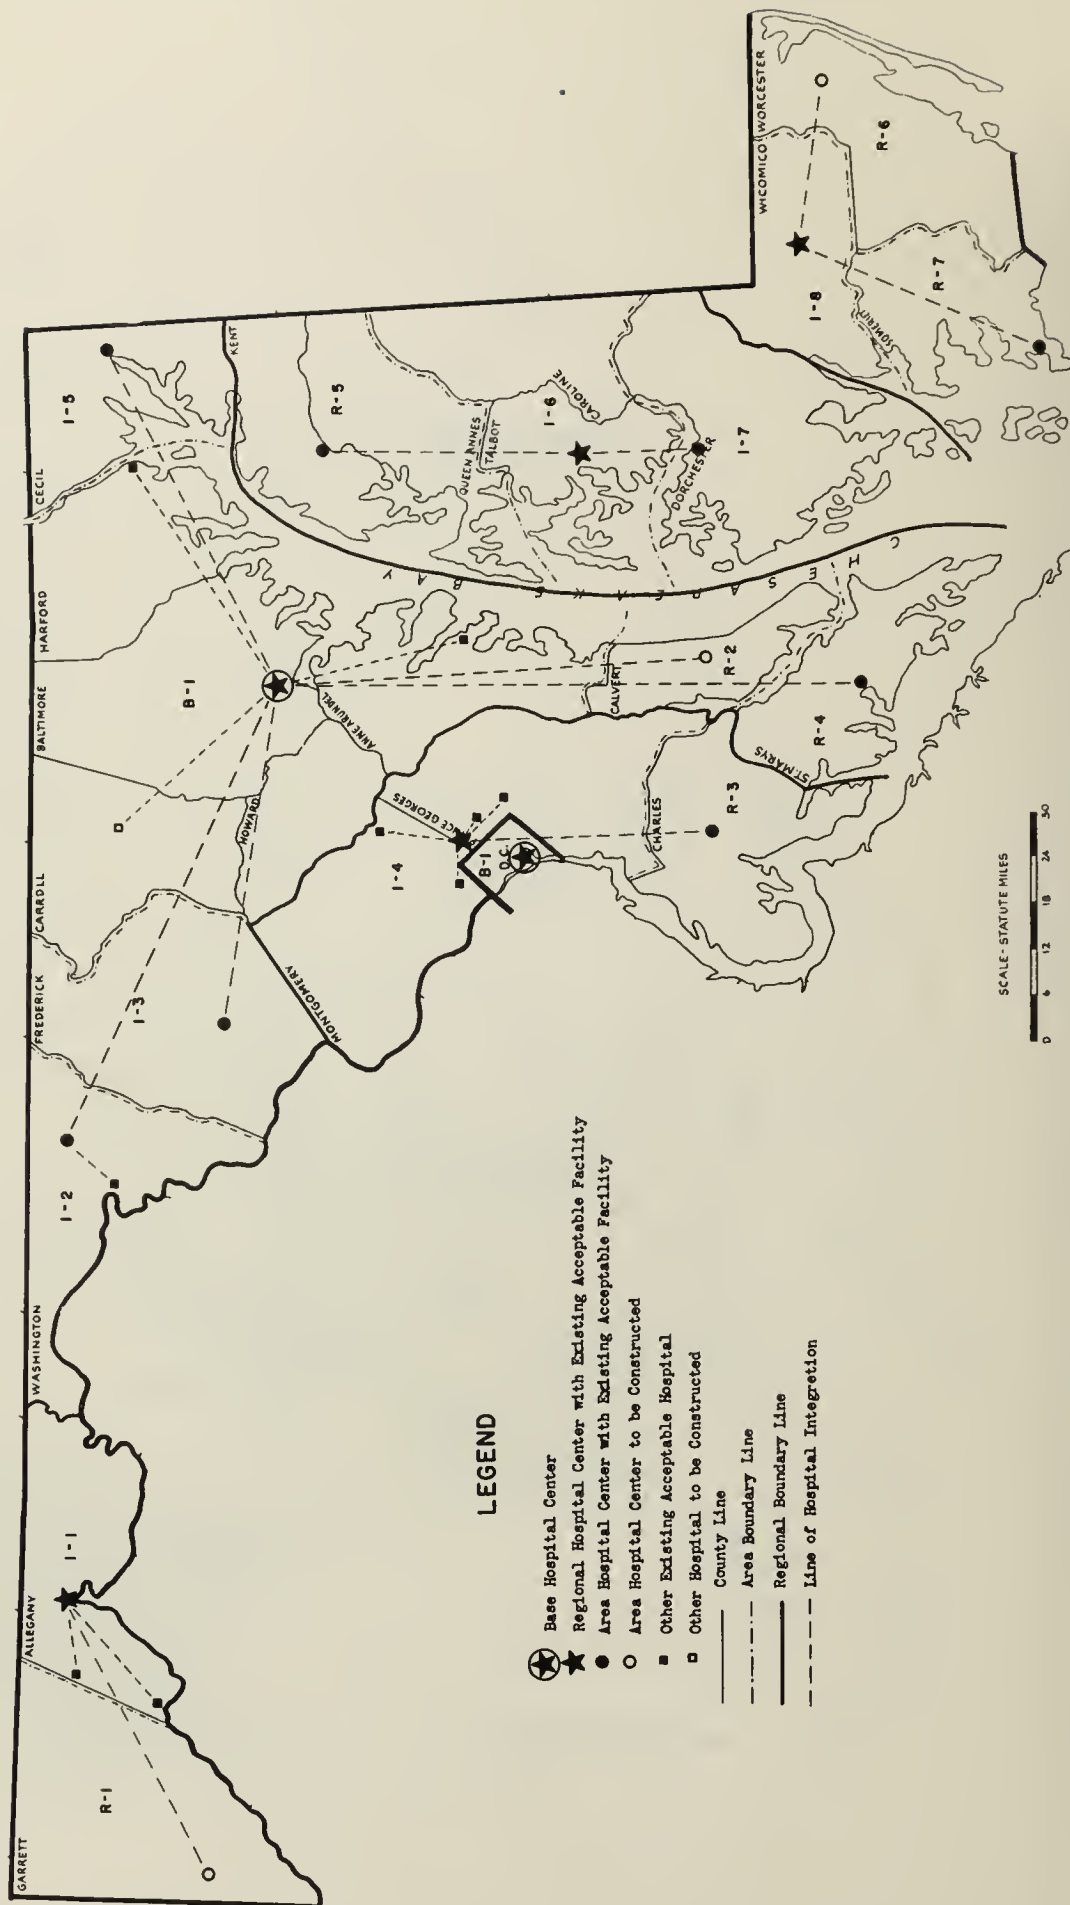 GARRETT
ALLEGANY
WASHINGTON
FREDERICK
CARROLL
BALTIMORE
HARFORD
CECIL
R-1
I-1
I-2
I-3
B-1
I-5
HOWARD
MONTGOMERY
ANNE ARUNDEL
KENT
I-4
PRINCE GEORGES
B-1
D.C.
R-5
QUEEN ANNES
TALBOT
CAROLINE
I-6
CALVERT
R-2
CHESAPEAKE
BAY
DORCHESTER
I-7
CHARLES
R-3
ST. MARYS
R-4
WICOMICO
WORCESTER
I-8
R-6
SOMERSET
R-7
LEGEND
Base Hospital Center
Regional Hospital Center with Existing Acceptable Facility
Area Hospital Center with Existing Acceptable Facility
Area Hospital Center to be Constructed
Other Existing Acceptable Hospital
Other Hospital to be Constructed
County Line
Area Boundary Line
Regional Boundary Line
Line of Hospital Integretion
SCALE - STATUTE MILES
0 6 12 18 24 30